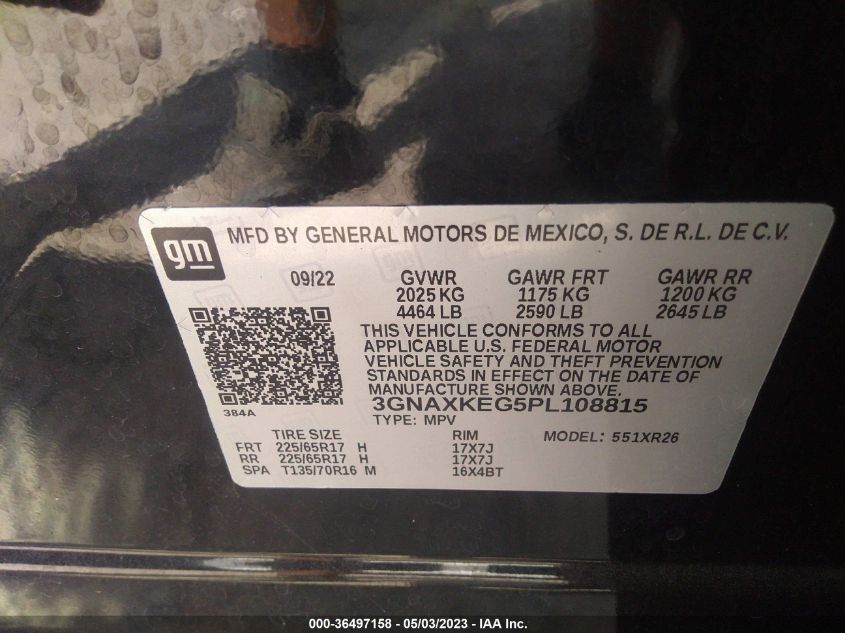 gm MFD BY GENERAL MOTORS DE MEXICO, S. DE R.L. DE C.V.
09/22 GVWR GAWR FRT GAWR RR
2025 KG 1175 KG 1200 KG
4464 LB 2590 LB 2645 LB
THIS VEHICLE CONFORMS TO ALL
APPLICABLE U.S. FEDERAL MOTOR
VEHICLE SAFETY AND THEFT PREVENTION
STANDARDS IN EFFECT ON THE DATE OF
MANUFACTURE SHOWN ABOVE.
384A
3GNAXKEG5PL108815
TYPE: MPV MODEL: 551XR26
TIRE SIZE RIM
FRT 225/65R17 H 17X7J
RR 225/65R17 H 17X7J
SPA T135/70R16 M 16X4BT
000-36497158 - 05/03/2023 - IAA Inc.